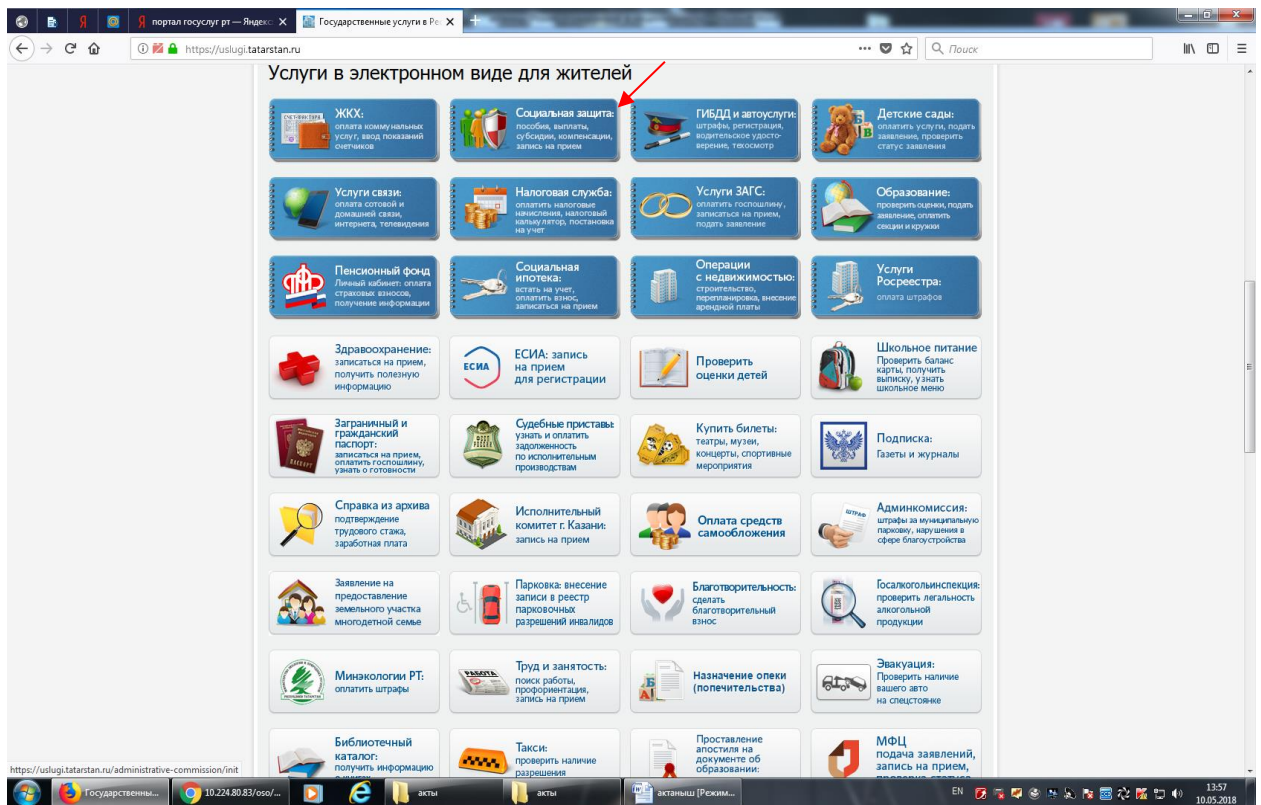 портал госуслуг рт — Яндекс
Государственные услуги в Рес
https://uslugi.tatarstan.ru
Поиск
Услуги в электронном виде для жителей
ЖКХ:
оплата коммунальных
услуг, ввод показаний
счетчиков
Социальная защита:
пособия, выплаты,
субсидии, компенсации,
запись на прием
ГИБДД и автоуслуги:
штрафы, регистрация,
водительское удосто-
верение, техосмотр
Детские сады:
оплатить услуги, подать
заявление, проверить
статус заявления
Услуги связи:
оплата сотовой и
домашней связи,
интернета, телевидения
Налоговая служба:
оплатить налоговые
начисления, налоговый
калькулятор, постановка
на учет
Услуги ЗАГС:
оплатить госпошлину,
записаться на прием,
подать заявление
Образование:
проверить оценки, подать
заявление, оплатить
секции и кружки
Пенсионный фонд
Личный кабинет: оплата
страховых взносов,
получение информации
Социальная
ипотека:
встать на учет,
оплатить взнос,
записаться на прием
Операции
с недвижимостью:
строительство,
перепланировка, внесение
арендной платы
Услуги
Росреестра:
оплата штрафов
Здравоохранение:
записаться на прием,
получить полезную
информацию
ЕСИА
ЕСИА: запись
на прием
для регистрации
Проверить
оценки детей
Школьное питание
Проверить баланс
карты, получить
выписку, узнать
школьное меню
Заграничный и
гражданский
паспорт:
записаться на прием,
оплатить госпошлину,
узнать о готовности
Судебные приставы:
узнать и оплатить
задолженность
по исполнительным
производствам
Купить билеты:
театры, музеи,
концерты, спортивные
мероприятия
Подписка:
Газеты и журналы
Справка из архива
подтверждение
трудового стажа,
заработная плата
Исполнительный
комитет г. Казани:
запись на прием
Оплата средств
самообложения
ШТРАФ
Админкомиссия:
штрафы за муниципальную
парковку, нарушения в
сфере благоустройства
Заявление на
предоставление
земельного участка
многодетной семье
Парковка: внесение
записи в реестр
парковочных
разрешений инвалидов
Благотворительность:
сделать
благотворительный
взнос
Госалкогольинспекция:
проверить легальность
алкогольной
продукции
Минэкологии РТ:
оплатить штрафы
РАБОТА
Труд и занятость:
поиск работы,
профориентация,
запись на прием
Назначение опеки
(попечительства)
Эвакуация:
Проверить наличие
вашего авто
на спецстоянке
Библиотечный
каталог:
получить информацию
Такси:
проверить наличие
разрешения
Проставление
апостиля на
документе об
образовании:
МФЦ
подача заявлений,
запись на прием,
проверка статуса
https://uslugi.tatarstan.ru/administrative-commission/init
Государственны...
10.224.80.83/oso/...
акты
акты
актаныш [Режим...
EN
13:57
10.05.2018